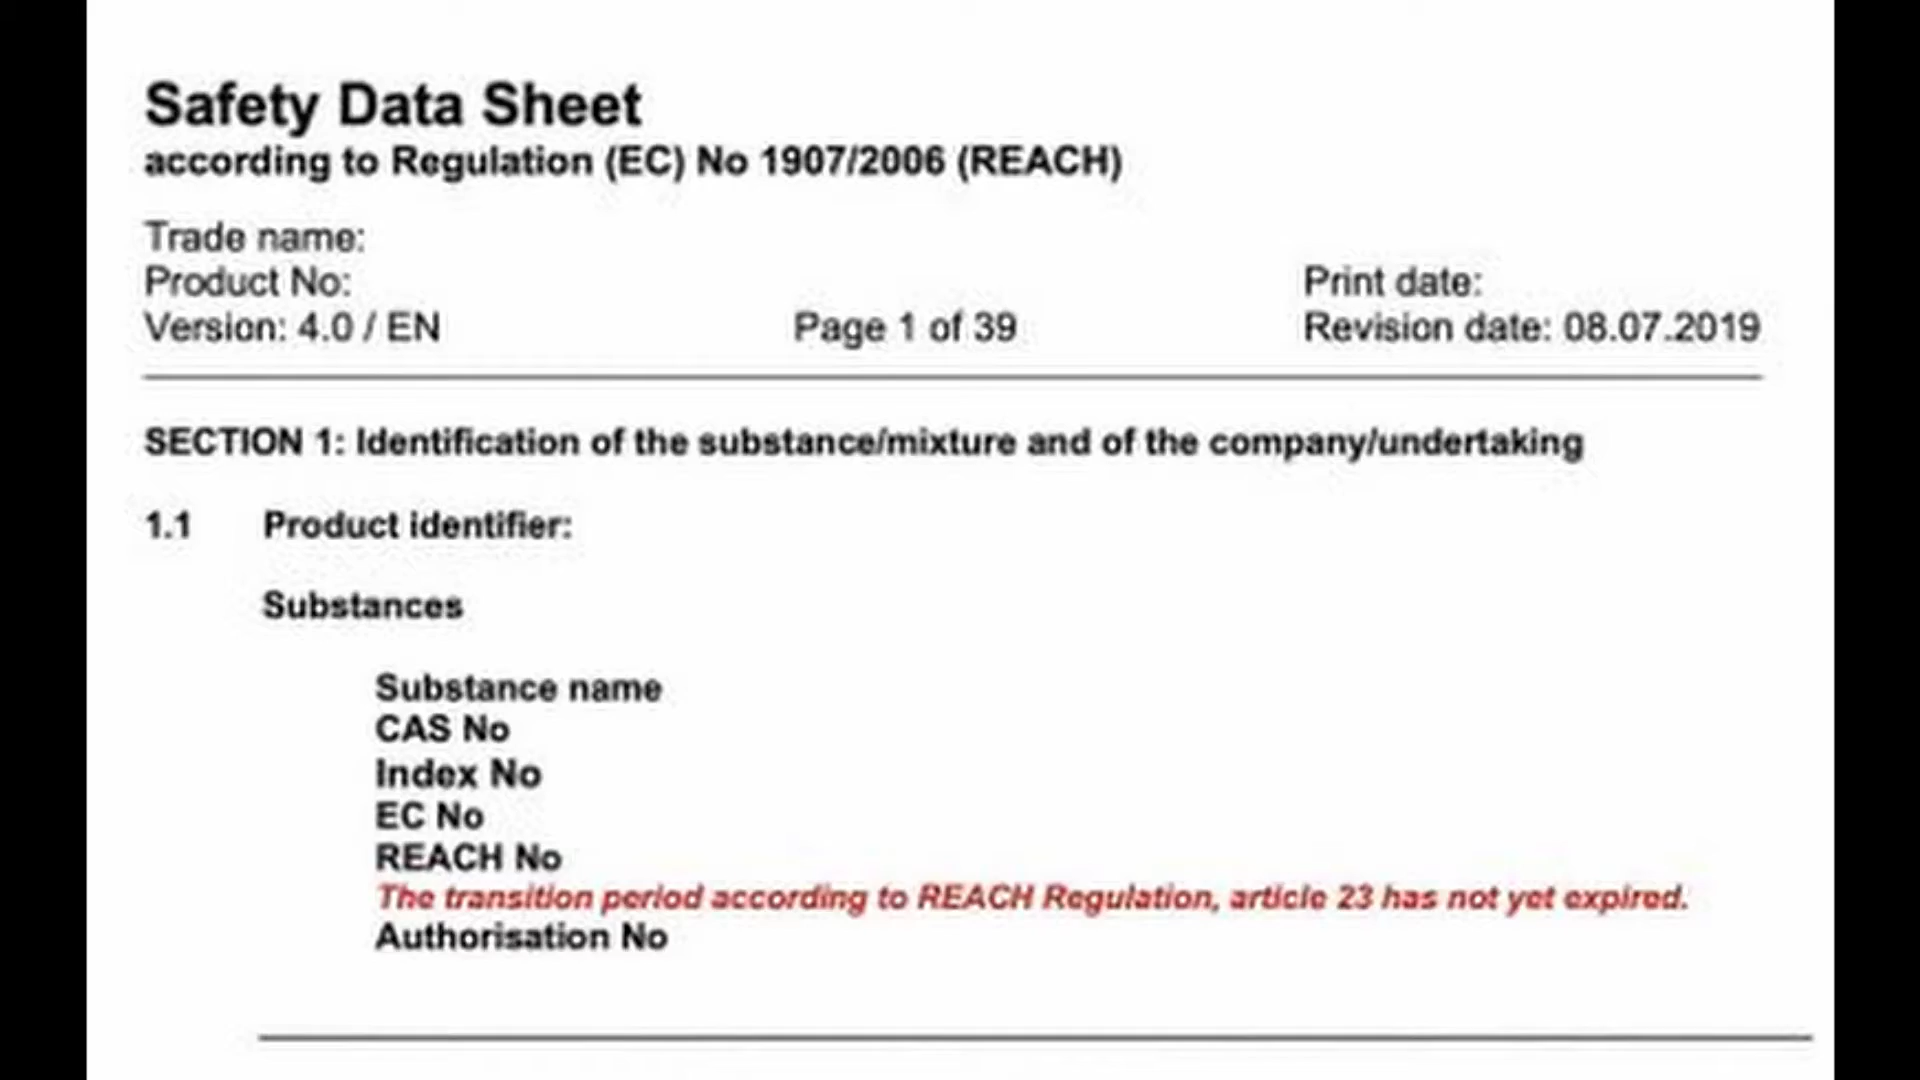 Safety Data Sheet
according to Regulation (EC) No 1907/2006 (REACH)
Trade name:
Product No:
Print date:
Version: 4.0 / EN
Page 1 of 39
Revision date: 08.07.2019
SECTION 1: Identification of the substance/mixture and of the company/undertaking
1.1 Product identifier:
Substances
Substance name
CAS No
Index No
EC No
REACH No
The transition period according to REACH Regulation, article 23 has not yet expired.
Authorisation No